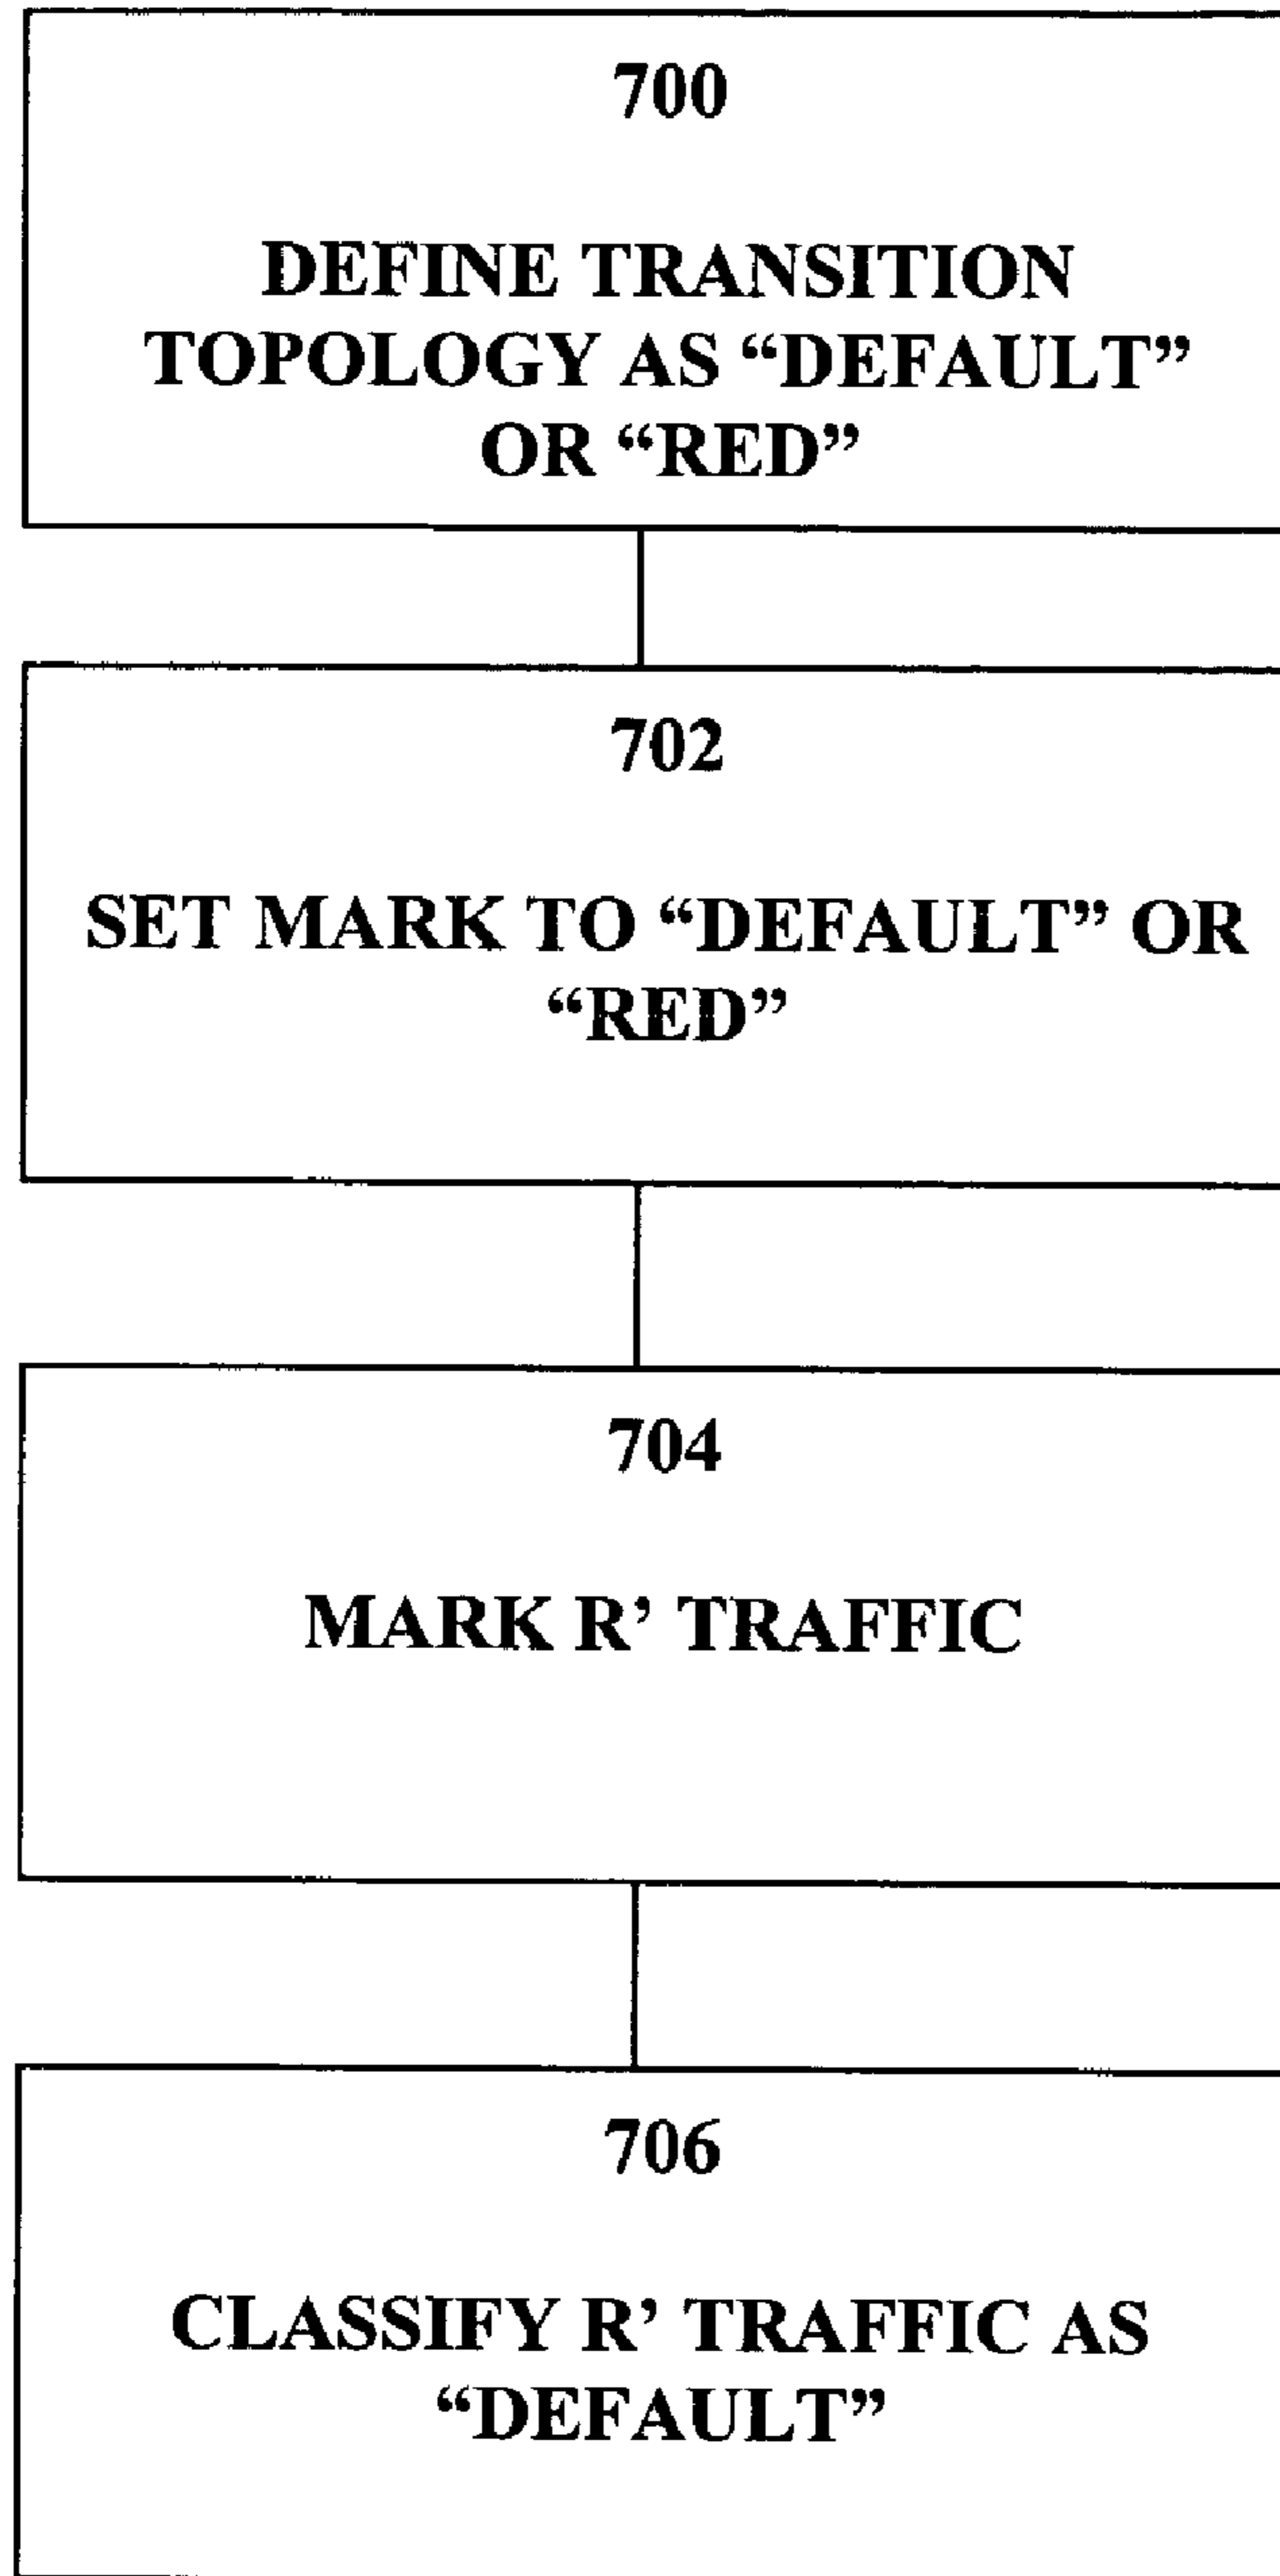 700
DEFINE TRANSITION
TOPOLOGY AS “DEFAULT”
OR “RED”
702
SET MARK TO “DEFAULT” OR
“RED”
704
MARK R’ TRAFFIC
706
CLASSIFY R’ TRAFFIC AS
“DEFAULT”